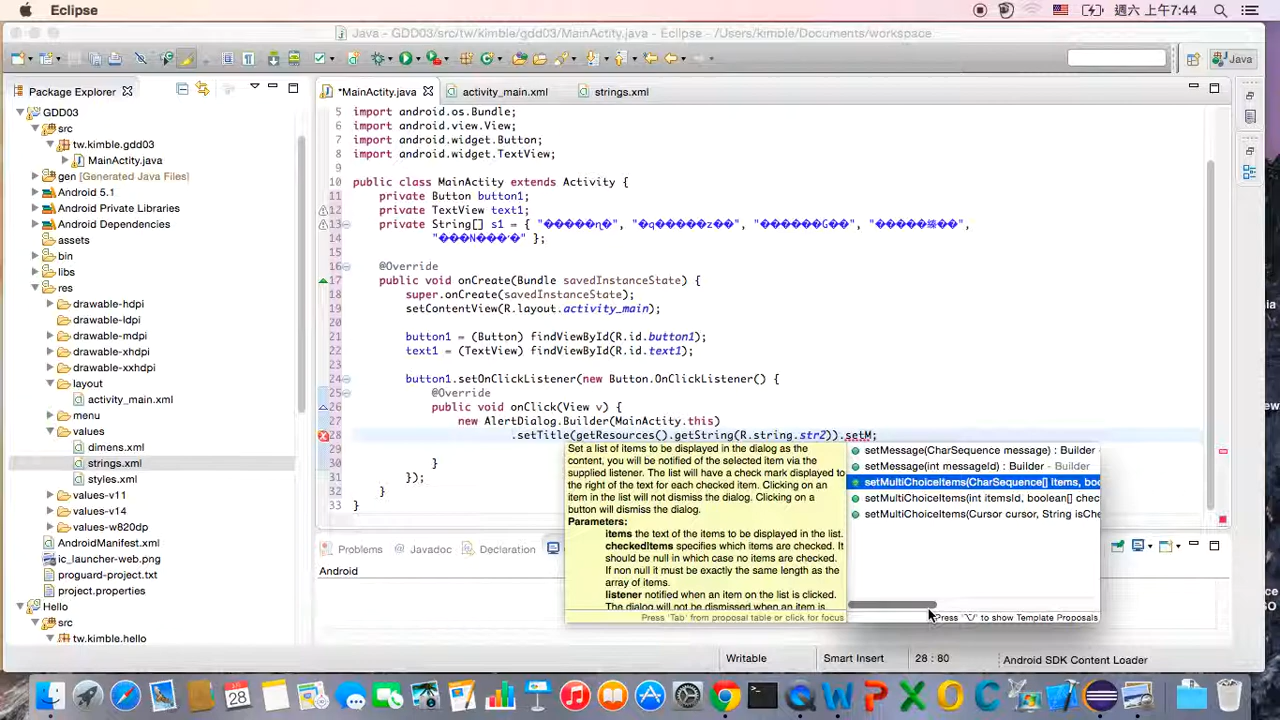 Eclipse
週六 上午7:44
Java - GDD03/src/tw/kimble/gdd03/MainActity.java - Eclipse - /Users/kimble/Documents/workspace
Java
Package Explorer
*MainActity.java
activity_main.xml
strings.xml
GDD03
src
tw.kimble.gdd03
MainActity.java
gen [Generated Java Files]
Android 5.1
Android Private Libraries
Android Dependencies
assets
bin
libs
res
drawable-hdpi
drawable-ldpi
drawable-mdpi
drawable-xhdpi
drawable-xxhdpi
layout
activity_main.xml
menu
values
dimens.xml
strings.xml
styles.xml
values-v11
values-v14
values-w820dp
AndroidManifest.xml
ic_launcher-web.png
proguard-project.txt
project.properties
Hello
src
tw.kimble.hello
5 import android.os.Bundle;
6 import android.view.View;
7 import android.widget.Button;
8 import android.widget.TextView;
9
10 public class MainActity extends Activity {
11 private Button button1;
12 private TextView text1;
13 private String[] s1 = { "�����η�", "�q�����z��", "������G��", "�����絛��",
14 "���N���՛�" };
15
16 @Override
17 public void onCreate(Bundle savedInstanceState) {
18 super.onCreate(savedInstanceState);
19 setContentView(R.layout.activity_main);
20
21 button1 = (Button) findViewById(R.id.button1);
22 text1 = (TextView) findViewById(R.id.text1);
23
24 button1.setOnClickListener(new Button.OnClickListener() {
25 @Override
26 public void onClick(View v) {
27 new AlertDialog.Builder(MainActity.this)
28 .setTitle(getResources().getString(R.string.str2)).setM;
29
30 }
31 });
32 }
33 }
Set a list of items to be displayed in the dialog as the
content, you will be notified of the selected item via the
supplied listener. The list will have a check mark displayed to
the right of the text for each checked item. Clicking on an
item in the list will not dismiss the dialog. Clicking on a
button will dismiss the dialog.
Parameters:
items the text of the items to be displayed in the list.
checkedItems specifies which items are checked. It
should be null in which case no items are checked.
If non null it must be exactly the same length as the
array of items.
listener notified when an item on the list is clicked.
The dialog will not be dismissed when an item is
Press 'Tab' from proposal table or click for focus
setMessage(CharSequence message) : Builder
setMessage(int messageId) : Builder - Builder
setMultiChoiceItems(CharSequence[] items, boo
setMultiChoiceItems(int itemsId, boolean[] chec
setMultiChoiceItems(Cursor cursor, String isChe
Press '⌥/' to show Template Proposals
Problems
Javadoc
Declaration
Android
Writable
Smart Insert
28 : 80
Android SDK Content Loader
28